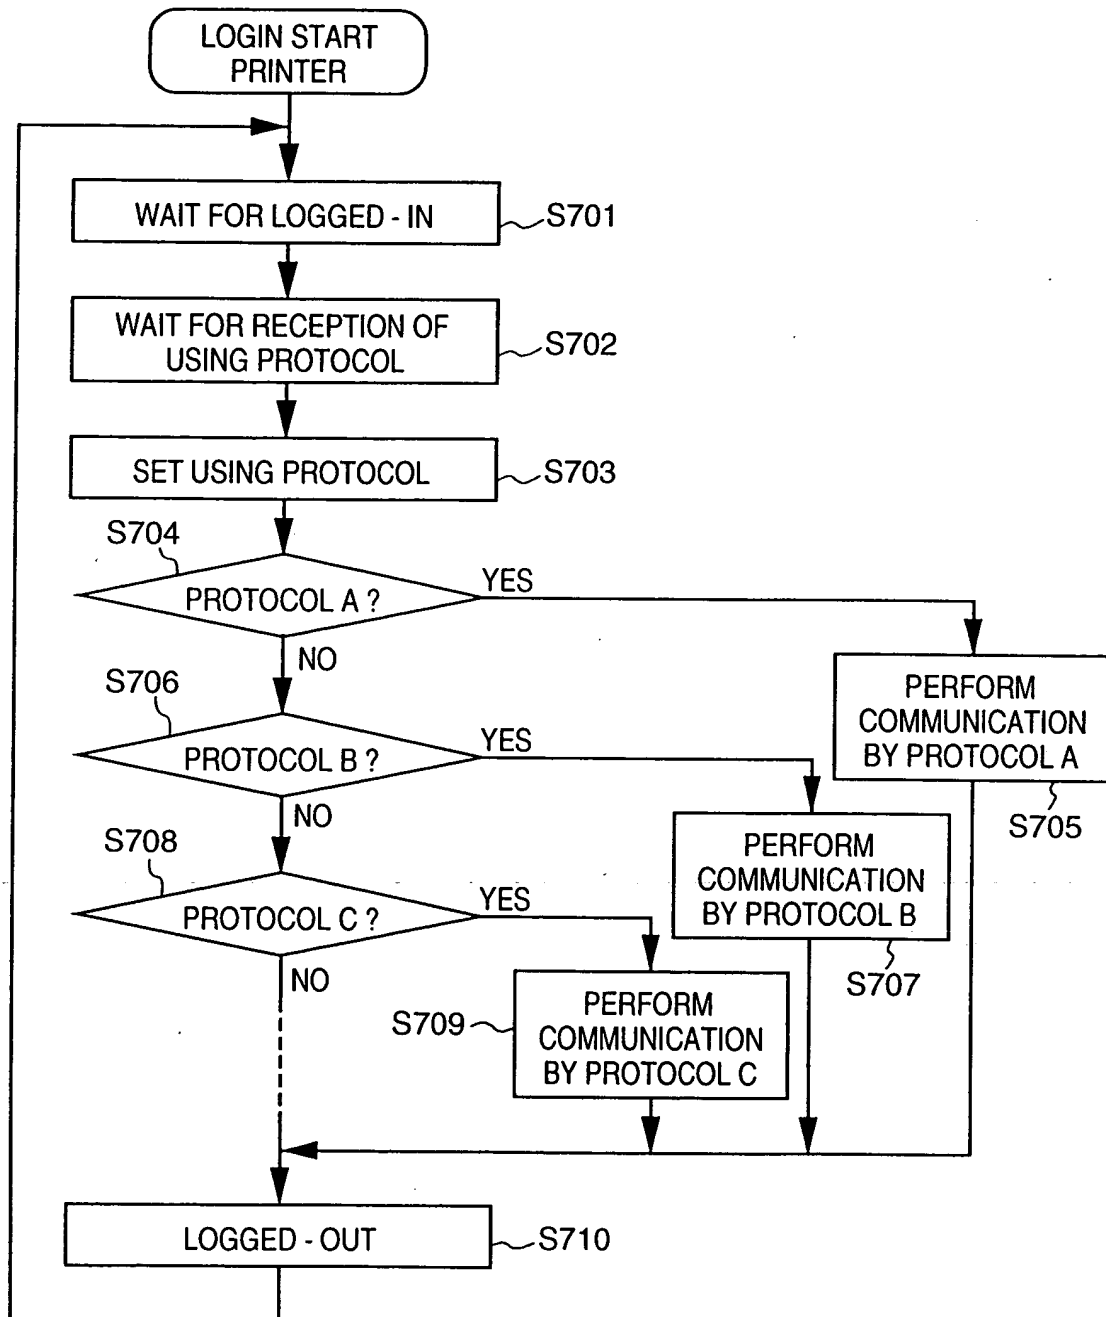 LOGIN START
PRINTER
WAIT FOR LOGGED - IN
S701
WAIT FOR RECEPTION OF
USING PROTOCOL
S702
SET USING PROTOCOL
S703
S704
PROTOCOL A ?
YES
NO
PERFORM
COMMUNICATION
BY PROTOCOL A
S705
S706
PROTOCOL B ?
YES
NO
PERFORM
COMMUNICATION
BY PROTOCOL B
S707
S708
PROTOCOL C ?
YES
NO
PERFORM
COMMUNICATION
BY PROTOCOL C
S709
LOGGED - OUT
S710